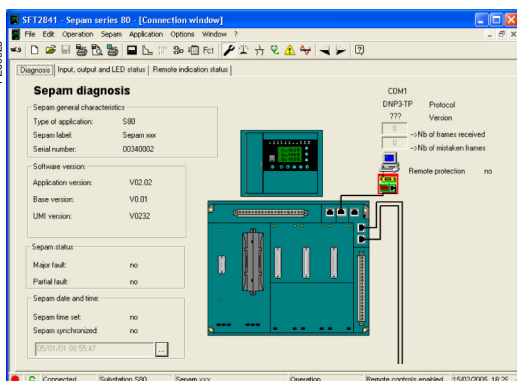 SFT2841 - Sepam series 80 - [Connection window]
File Edit Operation Sepam Application Options Window ?
Fct
Diagnosis Input, output and LED status Remote indication status
Sepam diagnosis
Sepam general characteristics
Type of application: S80
Sepam label: Sepam xxx
Serial number: 00340002
Software version:
Application version: V02.02
Base version: V0.01
UMI version: V0232
Sepam status
Major fault: no
Partial fault: no
Sepam date and time:
Sepam time set: no
Sepam synchronized: no
05/01/01 08:55:47 ...
COM1
DNP3-TP Protocol
??? Version
0 -->Nb of frames received
0 -->Nb of mistaken frames
Remote protection no
C Connected Substation S80 Sepam xxx Operation Remote controls enabled 15/02/2005 16:25